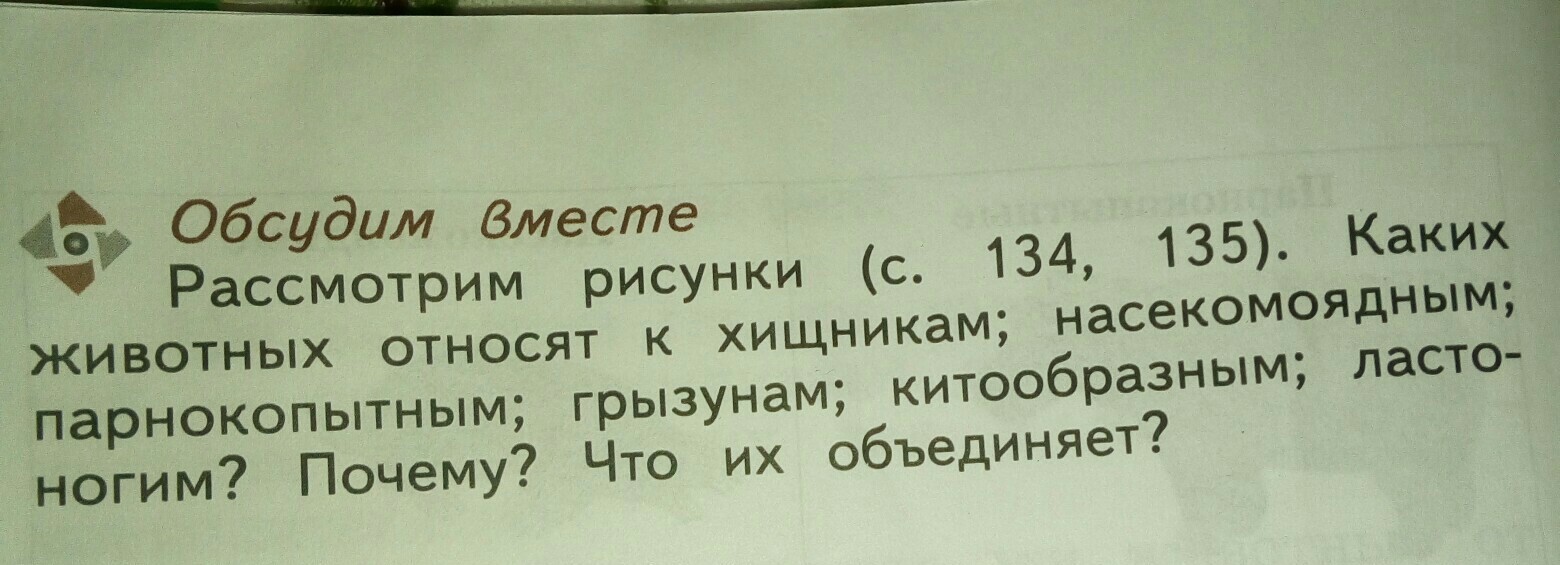 Обсудим вместе
Рассмотрим рисунки (с. 134, 135). Каких
животных относят к хищникам; насекомоядным;
парнокопытным; грызунам; китообразным; ласто-
ногим? Почему? Что их объединяет?
Парнокопытные